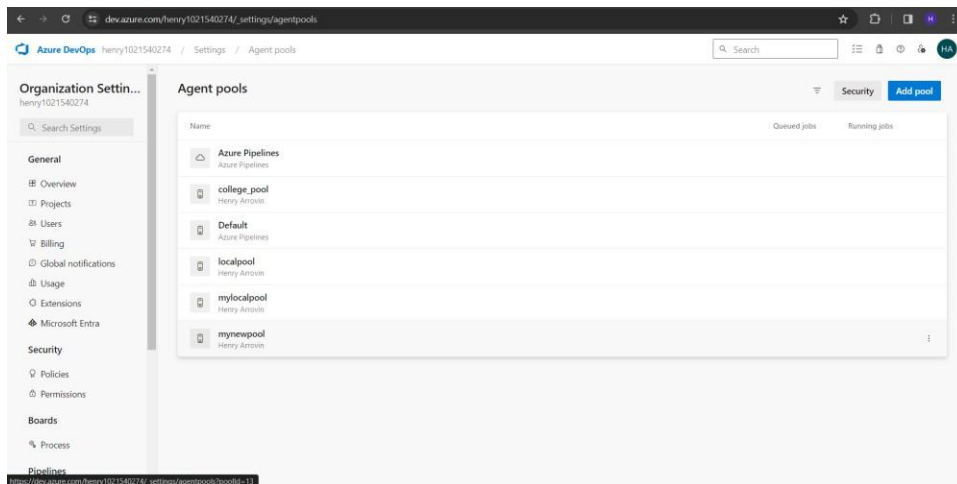 dev.azure.com/henry1021540274/_settings/agentpools
H
Azure DevOps henry1021540274 / Settings / Agent pools
Search
HA
Organization Settin...
henry1021540274
Search Settings
General
Overview
Projects
Users
Billing
Global notifications
Usage
Extensions
Microsoft Entra
Security
Policies
Permissions
Boards
Process
Pipelines
Agent pools
Security
Add pool
Name Queued jobs Running jobs
Azure Pipelines
Azure Pipelines
college_pool
Henry Arrovin
Default
Azure Pipelines
localpool
Henry Arrovin
mylocalpool
Henry Arrovin
mynewpool
Henry Arrovin
https://dev.azure.com/henry1021540274/_settings/agentpools?poolId=13